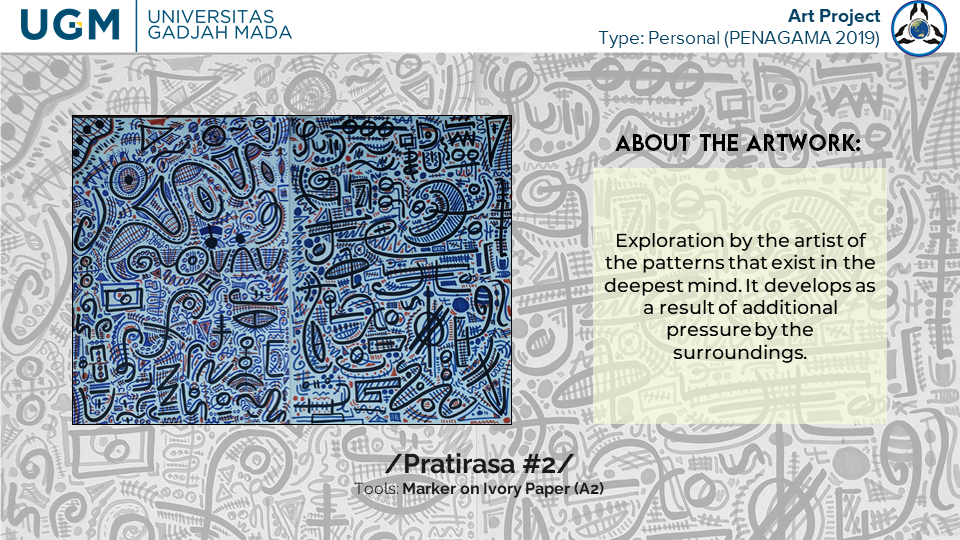 UGM
UNIVERSITAS
GADJAH MADA
Art Project
Type: Personal (PENAGAMA 2019)
ABOUT THE ARTWORK:
Exploration by the artist of
the patterns that exist in the
deepest mind. It develops as
a result of additional
pressure by the
surroundings.
/Pratirasa #2/
Tools: Marker on Ivory Paper (A2)